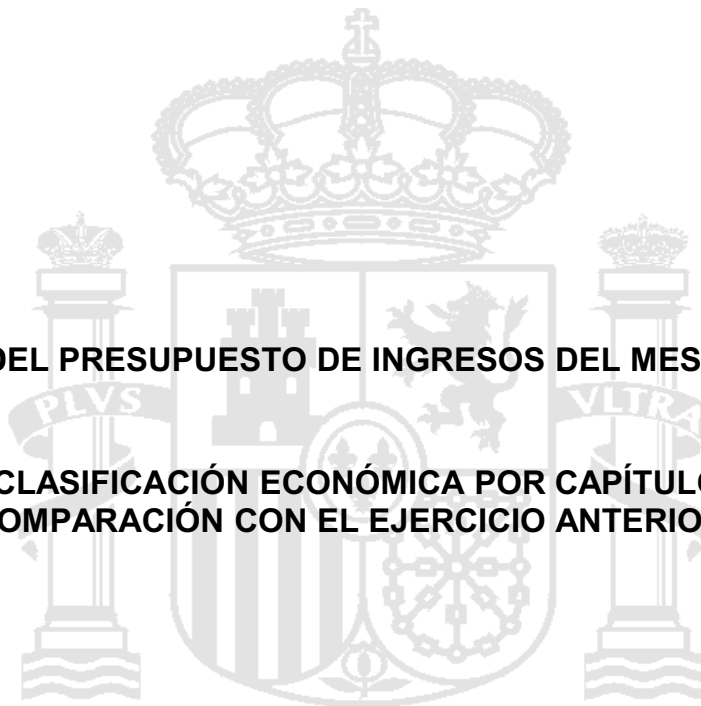 DEL PRESUPUESTO DE INGRESOS DEL MES
PLVS VLTRA
CLASIFICACIÓN ECONÓMICA POR CAPÍTULO
OMPARACIÓN CON EL EJERCICIO ANTERIO